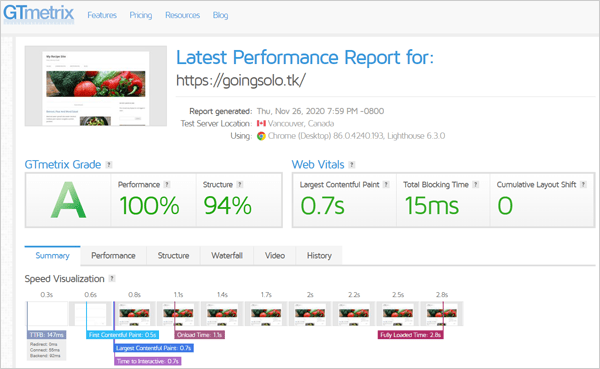 GTmetrix Features Pricing Resources Blog
My Recipe Site
Latest Performance Report for:
https://goingsolo.tk/
Report generated: Thu, Nov 26, 2020 7:59 PM -0800
Test Server Location: Vancouver, Canada
Using: Chrome (Desktop) 86.0.4240.193, Lighthouse 6.3.0
GTmetrix Grade ?
A
Performance ?
100%
Structure ?
94%
Web Vitals ?
Largest Contentful Paint ?
0.7s
Total Blocking Time ?
15ms
Cumulative Layout Shift ?
0
Summary Performance Structure Waterfall Video History
Speed Visualization ?
0.3s 0.6s 0.8s 1.1s 1.4s 1.7s 2s 2.2s 2.5s 2.8s
TTFB: 147ms
Redirect: 0ms
Connect: 55ms
Backend: 92ms
First Contentful Paint: 0.5s
Onload Time: 1.1s
Fully Loaded Time: 2.8s
Largest Contentful Paint: 0.7s
Time to Interactive: 0.7s